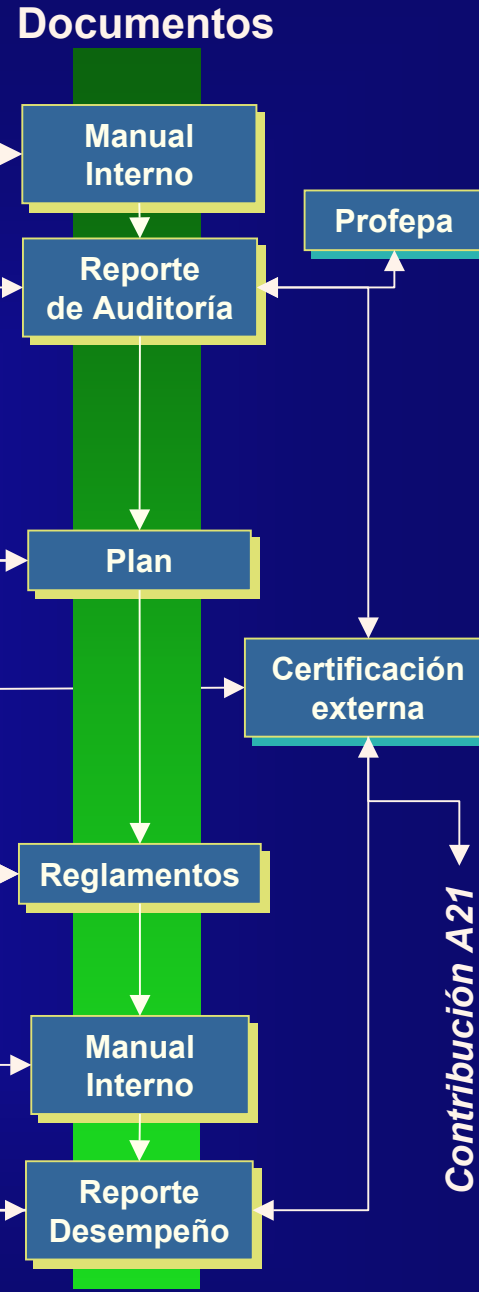 Documentos
Manual
Interno
Profepa
Reporte
de Auditoría
Plan
Certificación
externa
Reglamentos
Contribución A21
Manual
Interno
Reporte
Desempeño